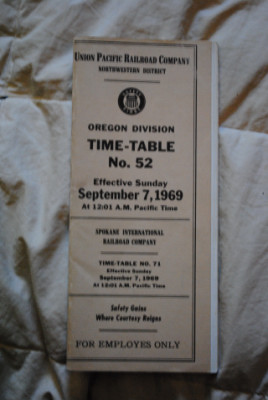 UNION PACIFIC RAILROAD COMPANY
NORTHWESTERN DISTRICT
OREGON DIVISION
TIME-TABLE
No. 52
Effective Sunday
September 7, 1969
At 12:01 A.M. Pacific Time
SPOKANE INTERNATIONAL
RAILROAD COMPANY
TIME-TABLE NO. 71
Effective Sunday
September 7, 1969
At 12:01 A.M. Pacific Time
Safety Gains
Where Courtesy Reigns
FOR EMPLOYES ONLY